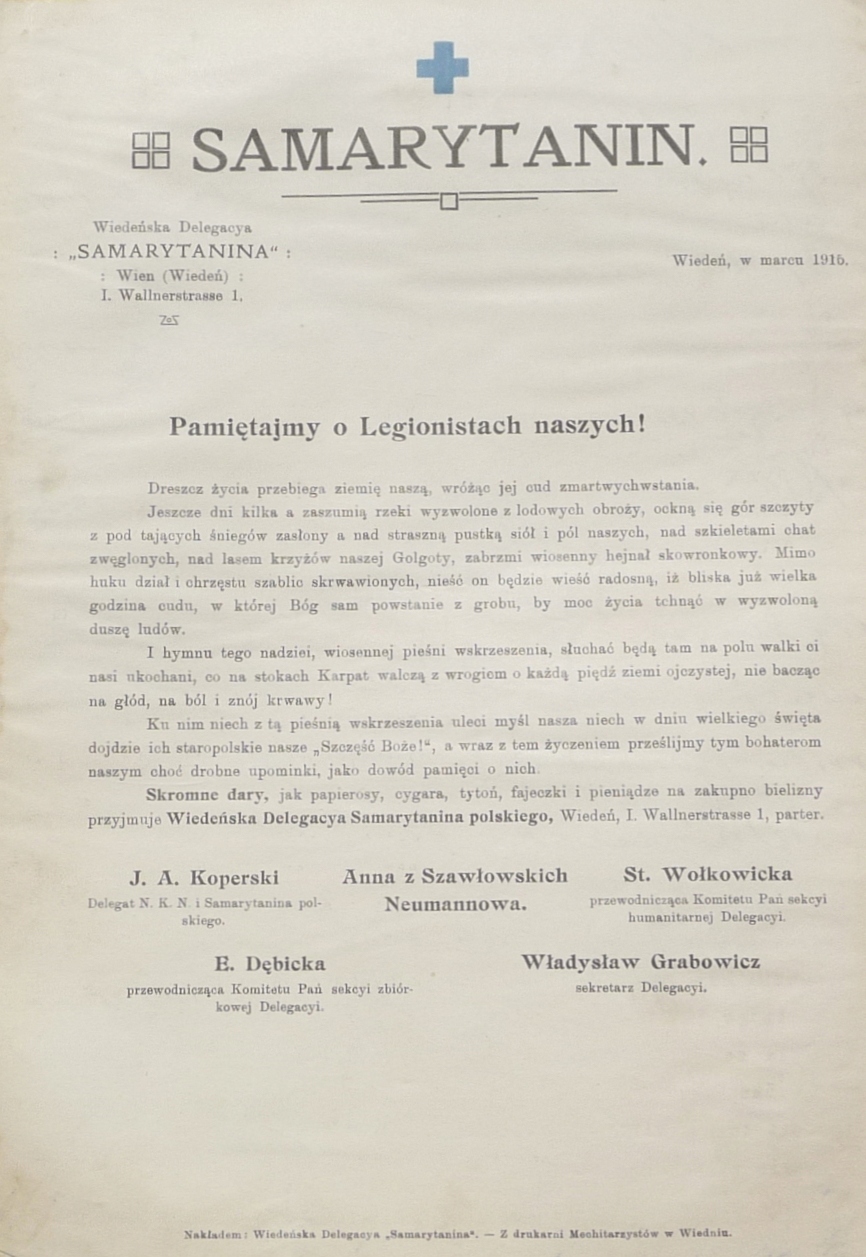 SAMARYTANIN.
Wiedeńska Delegacya
: „SAMARYTANINA“ :
: Wien (Wiedeń) :
I. Wallnerstrasse 1.
Wiedeń, w marcu 1915.
Pamiętajmy o Legionistach naszych!
Dreszcz życia przebiega ziemię naszą, wróżąc jej cud zmartwychwstania.
Jeszcze dni kilka a zaszumią rzeki wyzwolone z lodowych obroży, ockną się gór szczyty
z pod tających śniegów zasłony a nad straszną pustką siół i pól naszych, nad szkieletami chat
zwęglonych, nad lasem krzyżów naszej Golgoty, zabrzmi wiosenny hejnał skowronkowy. Mimo
huku dział i chrzęstu szablic skrwawionych, nieść on będzie wieść radosną, iż bliska już wielka
godzina cudu, w której Bóg sam powstanie z grobu, by moc życia tchnąć w wyzwoloną
duszę ludów.
I hymnu tego nadziei, wiosennej pieśni wskrzeszenia, słuchać będą tam na polu walki ci
nasi ukochani, co na stokach Karpat walczą z wrogiem o każdą piędź ziemi ojczystej, nie bacząc
na głód, na ból i znój krwawy!
Ku nim niech z tą pieśnią wskrzeszenia uleci myśl nasza niech w dniu wielkiego święta
dojdzie ich staropolskie nasze „Szczęść Boże!“, a wraz z tem życzeniem prześlijmy tym bohaterom
naszym choć drobne upominki, jako dowód pamięci o nich.
Skromne dary, jak papierosy, cygara, tytoń, fajeczki i pieniądze na zakupno bielizny
przyjmuje Wiedeńska Delegacya Samarytanina polskiego, Wiedeń, I. Wallnerstrasse 1, parter.
J. A. Koperski
Delegat N. K. N. i Samarytanina pol-
skiego.
Anna z Szawłowskich
Neumannowa.
St. Wołkowicka
przewodnicząca Komitetu Pań sekcyi
humanitarnej Delegacyi.
E. Dębicka
przewodnicząca Komitetu Pań sekcyi zbiór-
kowej Delegacyi.
Władysław Grabowicz
sekretarz Delegacyi.
Nakładem: Wiedeńska Delegacya „Samarytanina“. — Z drukarni Mechitarzystów w Wiedniu.